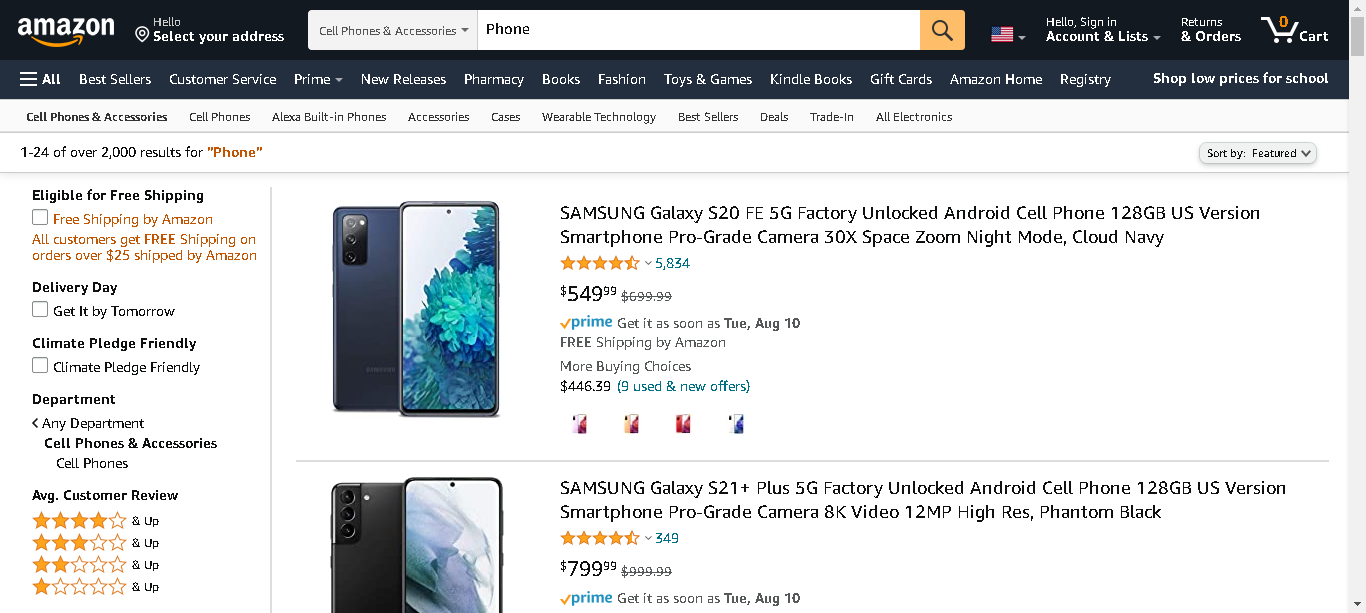 amazon
Hello
Select your address
Cell Phones & Accessories
Phone
Hello, Sign in
Account & Lists
Returns
& Orders
0
Cart
All
Best Sellers
Customer Service
Prime
New Releases
Pharmacy
Books
Fashion
Toys & Games
Kindle Books
Gift Cards
Amazon Home
Registry
Shop low prices for school
Cell Phones & Accessories
Cell Phones
Alexa Built-in Phones
Accessories
Cases
Wearable Technology
Best Sellers
Deals
Trade-In
All Electronics
1-24 of over 2,000 results for "Phone"
Sort by: Featured
Eligible for Free Shipping
Free Shipping by Amazon
All customers get FREE Shipping on
orders over $25 shipped by Amazon
Delivery Day
Get It by Tomorrow
Climate Pledge Friendly
Climate Pledge Friendly
Department
Any Department
Cell Phones & Accessories
Cell Phones
Avg. Customer Review
& Up
& Up
& Up
& Up
SAMSUNG
SAMSUNG Galaxy S20 FE 5G Factory Unlocked Android Cell Phone 128GB US Version
Smartphone Pro-Grade Camera 30X Space Zoom Night Mode, Cloud Navy
5,834
$549⁹⁹ $699.99
prime Get it as soon as Tue, Aug 10
FREE Shipping by Amazon
More Buying Choices
$446.39 (9 used & new offers)
SAMSUNG Galaxy S21+ Plus 5G Factory Unlocked Android Cell Phone 128GB US Version
Smartphone Pro-Grade Camera 8K Video 12MP High Res, Phantom Black
349
$799⁹⁹ $999.99
prime Get it as soon as Tue, Aug 10